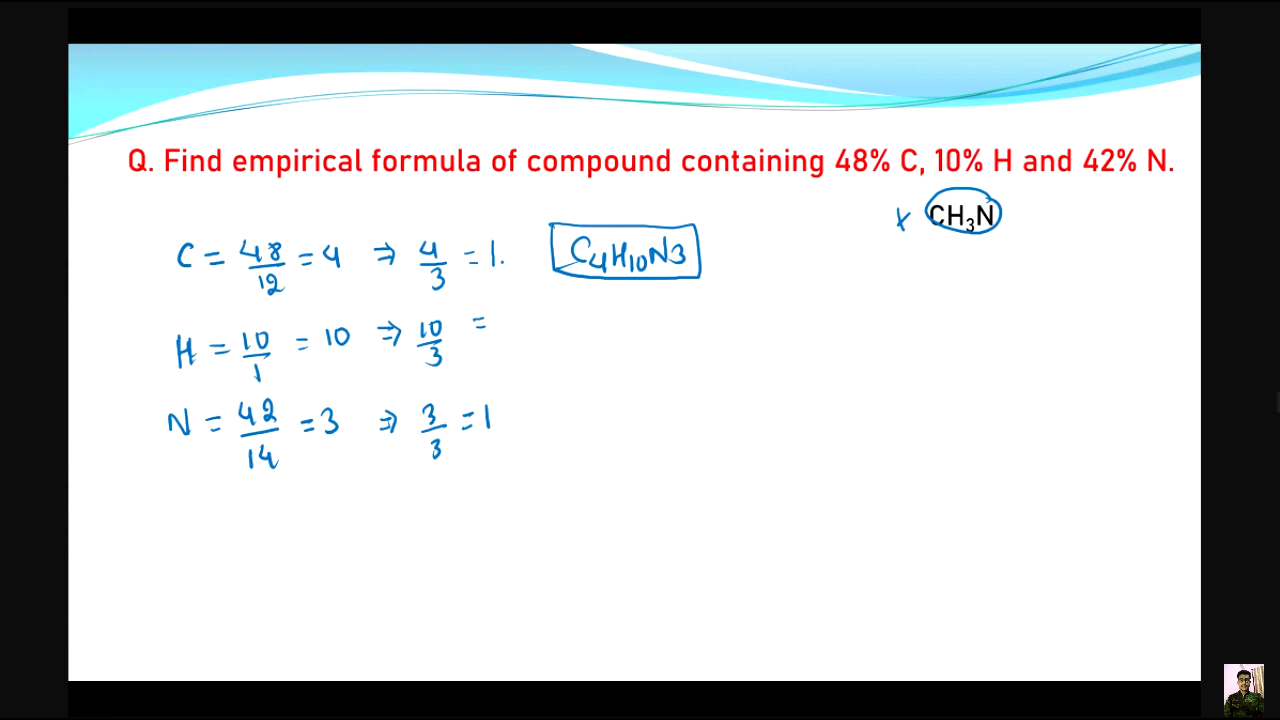 Q. Find empirical formula of compound containing 48% C, 10% H and 42% N.
x CH₃N
C = 48/12 = 4 ⇒ 4/3 = 1. C₄H₁₀N₃
H = 10/1 = 10 ⇒ 10/3 =
N = 42/14 = 3 ⇒ 3/3 = 1